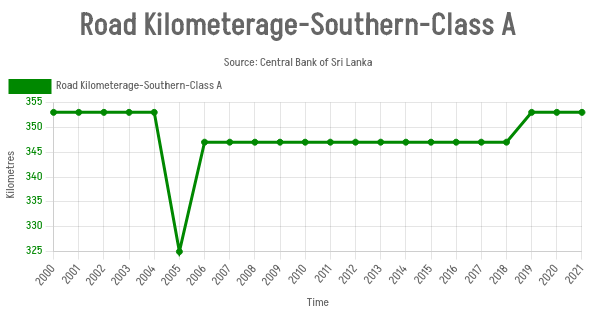 Road Kilometerage-Southern-Class A
Source: Central Bank of Sri Lanka
Road Kilometerage-Southern-Class A
355
350
345
340
335
330
325
Kilometres
2000 2001 2002 2003 2004 2005 2006 2007 2008 2009 2010 2011 2012 2013 2014 2015 2016 2017 2018 2019 2020 2021
Time